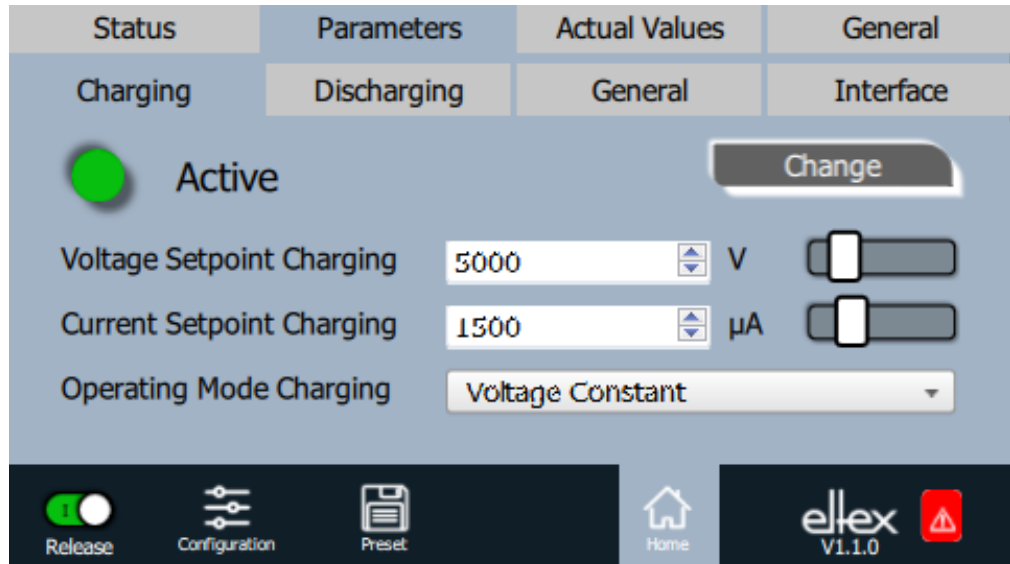 Status Parameters Actual Values General
Charging Discharging General Interface
Active Change
Voltage Setpoint Charging 5000 V
Current Setpoint Charging 1500 µA
Operating Mode Charging Voltage Constant
I
Release Configuration Preset Home eltex
V1.1.0